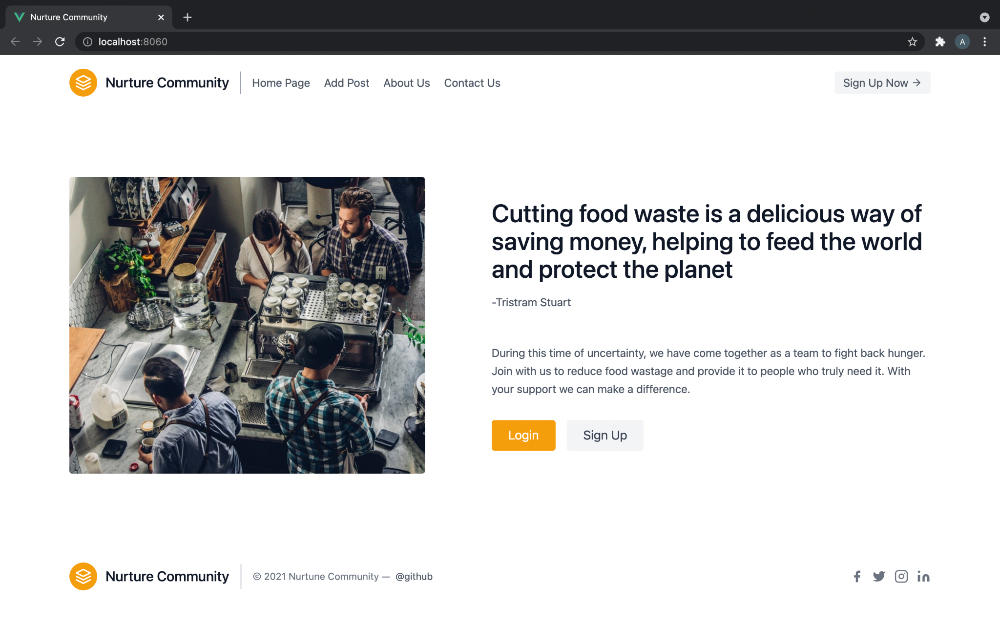 Nurture Community
localhost:8060
A
Nurture Community
Home Page
Add Post
About Us
Contact Us
Sign Up Now →
Cutting food waste is a delicious way of
saving money, helping to feed the world
and protect the planet
-Tristram Stuart
During this time of uncertainty, we have come together as a team to fight back hunger.
Join with us to reduce food wastage and provide it to people who truly need it. With
your support we can make a difference.
Login
Sign Up
Nurture Community
© 2021 Nurtune Community — @github